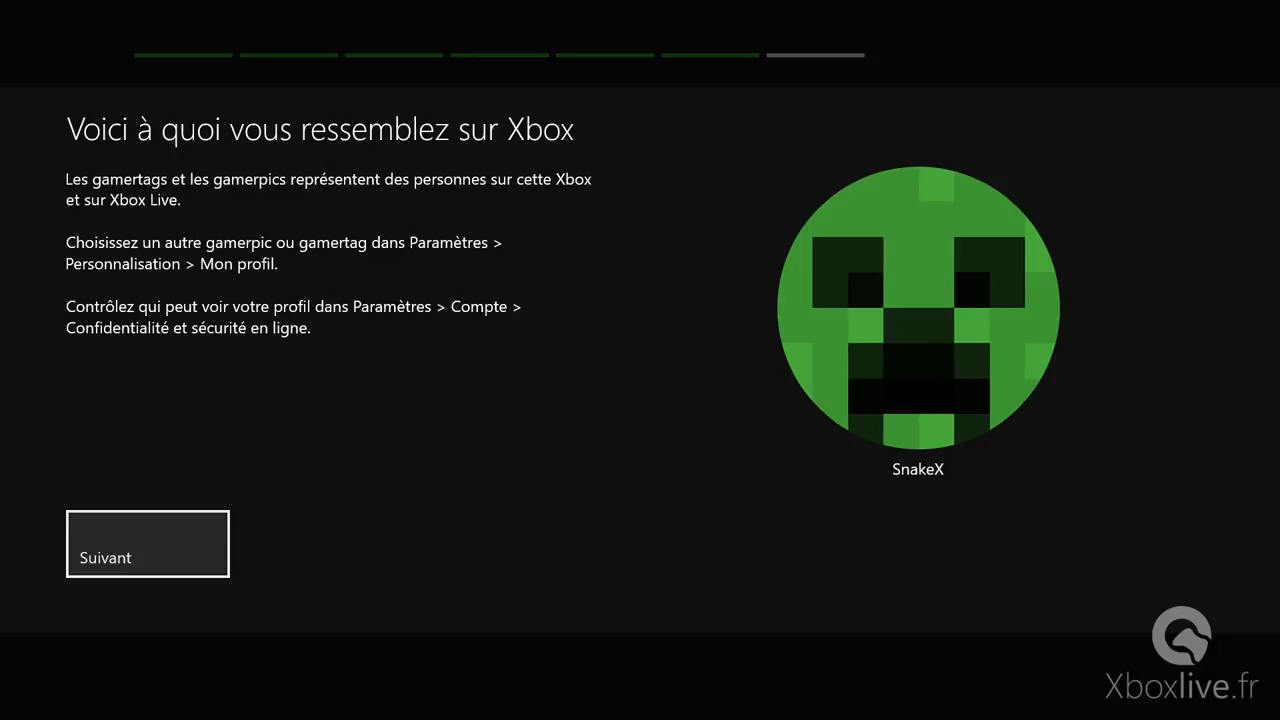 Voici à quoi vous ressemblez sur Xbox
Les gamertags et les gamerpics représentent des personnes sur cette Xbox
et sur Xbox Live.
Choisissez un autre gamerpic ou gamertag dans Paramètres >
Personnalisation > Mon profil.
Contrôlez qui peut voir votre profil dans Paramètres > Compte >
Confidentialité et sécurité en ligne.
SnakeX
Suivant
Xboxlive.fr